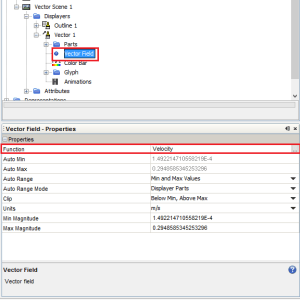 Vector Scene 1
Displayers
Outline 1
Vector 1
Parts
Vector Field
Color Bar
Glyph
Animations
Attributes
Vector Field - Properties
Properties
Function Velocity
Auto Min 1.492214710558219E-4
Auto Max 0.2948585345253296
Auto Range Min and Max Values
Auto Range Mode Displayer Parts
Clip Below Min, Above Max
Units m/s
Min Magnitude 1.492214710558219E-4
Max Magnitude 0.2948585345253296
Vector Field
Vector field